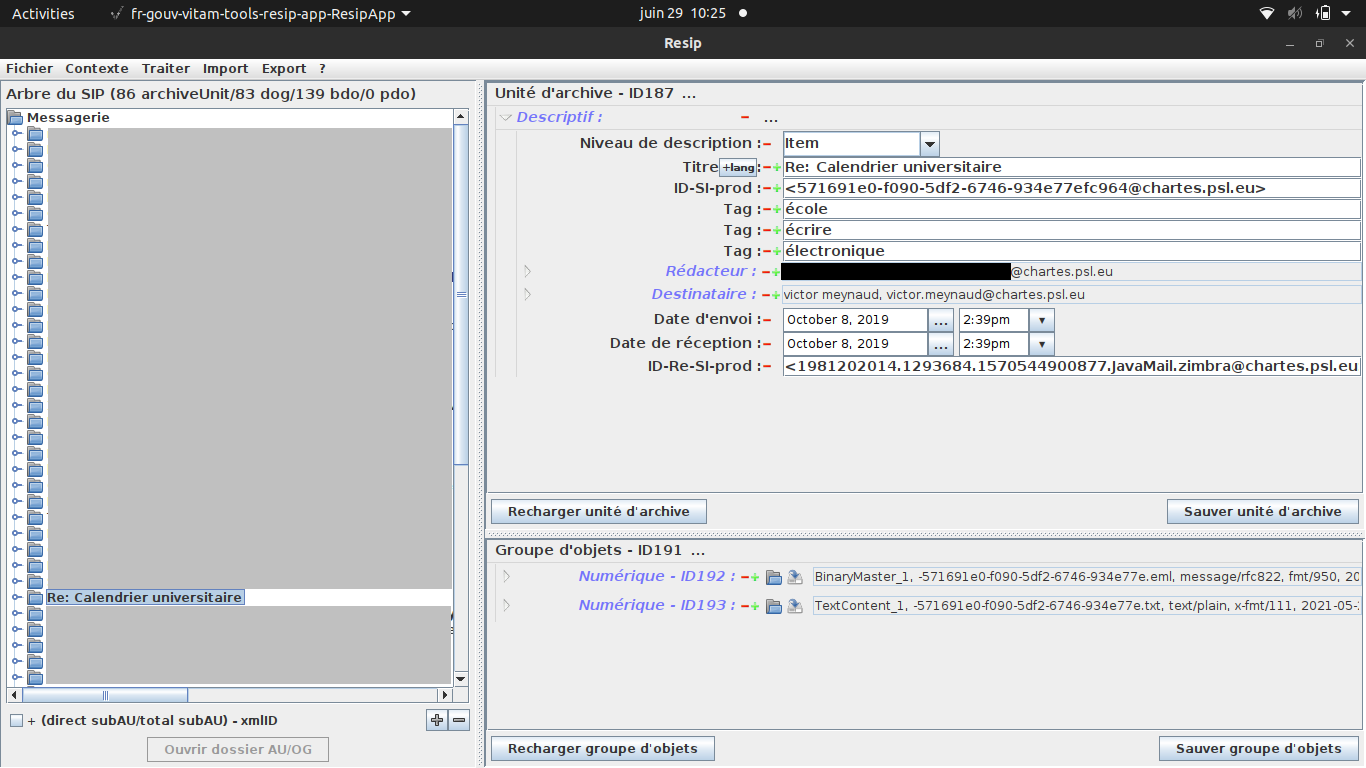 Activities fr-gouv-vitam-tools-resip-app-ResipApp juin 29 10:25
Resip
Fichier Contexte Traiter Import Export ?
Arbre du SIP (86 archiveUnit/83 dog/139 bdo/0 pdo)
Messagerie
Re: Calendrier universitaire
+ (direct subAU/total subAU) - xmlID
Ouvrir dossier AU/OG
Unité d'archive - ID187 ...
Descriptif : ...
Niveau de description : Item
Titre +lang : Re: Calendrier universitaire
ID-SI-prod : <571691e0-f090-5df2-6746-934e77efc964@chartes.psl.eu>
Tag : école
Tag : écrire
Tag : électronique
Rédacteur : @chartes.psl.eu
Destinataire : victor meynaud, victor.meynaud@chartes.psl.eu
Date d'envoi : October 8, 2019 ... 2:39pm
Date de réception : October 8, 2019 ... 2:39pm
ID-Re-SI-prod : <1981202014.1293684.1570544900877.JavaMail.zimbra@chartes.psl.eu
Recharger unité d'archive Sauver unité d'archive
Groupe d'objets - ID191 ...
Numérique - ID192 : BinaryMaster_1, -571691e0-f090-5df2-6746-934e77e.eml, message/rfc822, fmt/950, 20
Numérique - ID193 : TextContent_1, -571691e0-f090-5df2-6746-934e77e.txt, text/plain, x-fmt/111, 2021-05-
Recharger groupe d'objets Sauver groupe d'objets